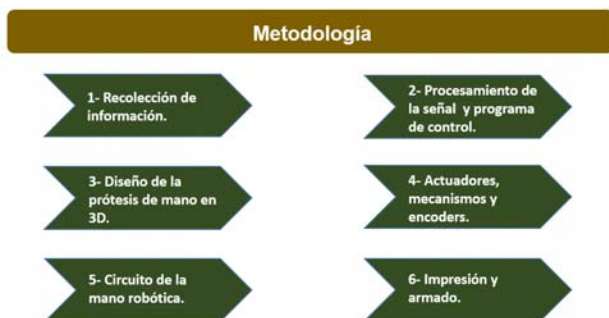 Metodología
1- Recolección de
información.
2- Procesamiento de
la señal y programa
de control.
3- Diseño de la
prótesis de mano en
3D.
4- Actuadores,
mecanismos y
encoders.
5- Circuito de la
mano robótica.
6- Impresión y
armado.